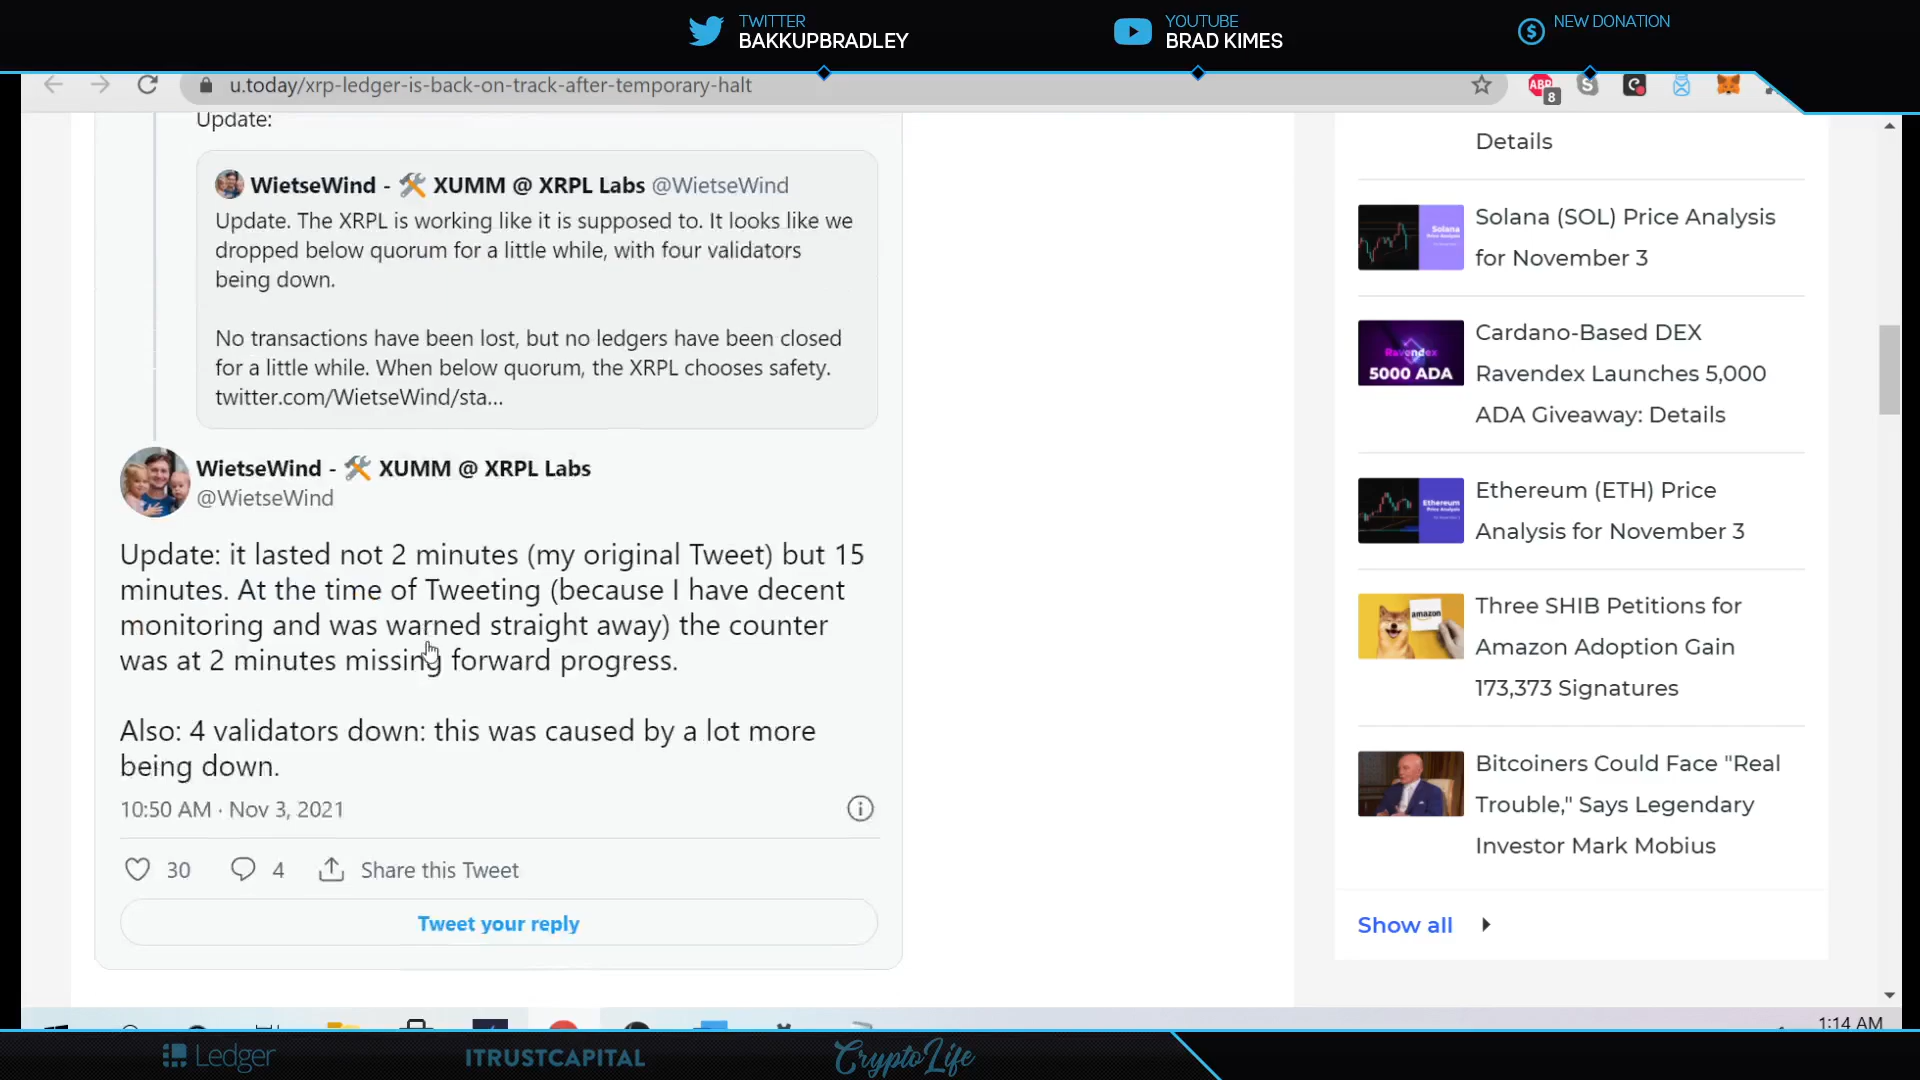 TWITTER
BAKKUPBRADLEY
YOUTUBE
BRAD KIMES
NEW DONATION
u.today/xrp-ledger-is-back-on-track-after-temporary-halt
ABP
8
Update:
WietseWind - 🛠 XUMM @ XRPL Labs @WietseWind
Update. The XRPL is working like it is supposed to. It looks like we
dropped below quorum for a little while, with four validators
being down.
No transactions have been lost, but no ledgers have been closed
for a little while. When below quorum, the XRPL chooses safety.
twitter.com/WietseWind/sta...
WietseWind - 🛠 XUMM @ XRPL Labs
@WietseWind
Update: it lasted not 2 minutes (my original Tweet) but 15
minutes. At the time of Tweeting (because I have decent
monitoring and was warned straight away) the counter
was at 2 minutes missing forward progress.
Also: 4 validators down: this was caused by a lot more
being down.
10:50 AM · Nov 3, 2021
30
4
Share this Tweet
Tweet your reply
Details
Solana (SOL) Price Analysis
for November 3
Ravendex
5000 ADA
Cardano-Based DEX
Ravendex Launches 5,000
ADA Giveaway: Details
Ethereum (ETH) Price
Analysis for November 3
amazon
Three SHIB Petitions for
Amazon Adoption Gain
173,373 Signatures
Bitcoiners Could Face "Real
Trouble," Says Legendary
Investor Mark Mobius
Show all
1:14 AM
Ledger
ITRUSTCAPITAL
CryptoLife